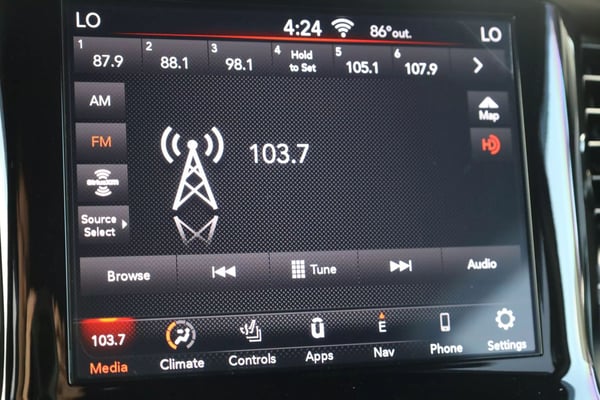 LO 4:24 86° out. LO
1 87.9 2 88.1 3 98.1 4 Hold to Set 5 105.1 6 107.9
AM
Map
FM
HD
103.7
SiriusXM
Source
Select
Browse Tune Audio
103.7 E
Media Climate Controls Apps Nav Phone Settings